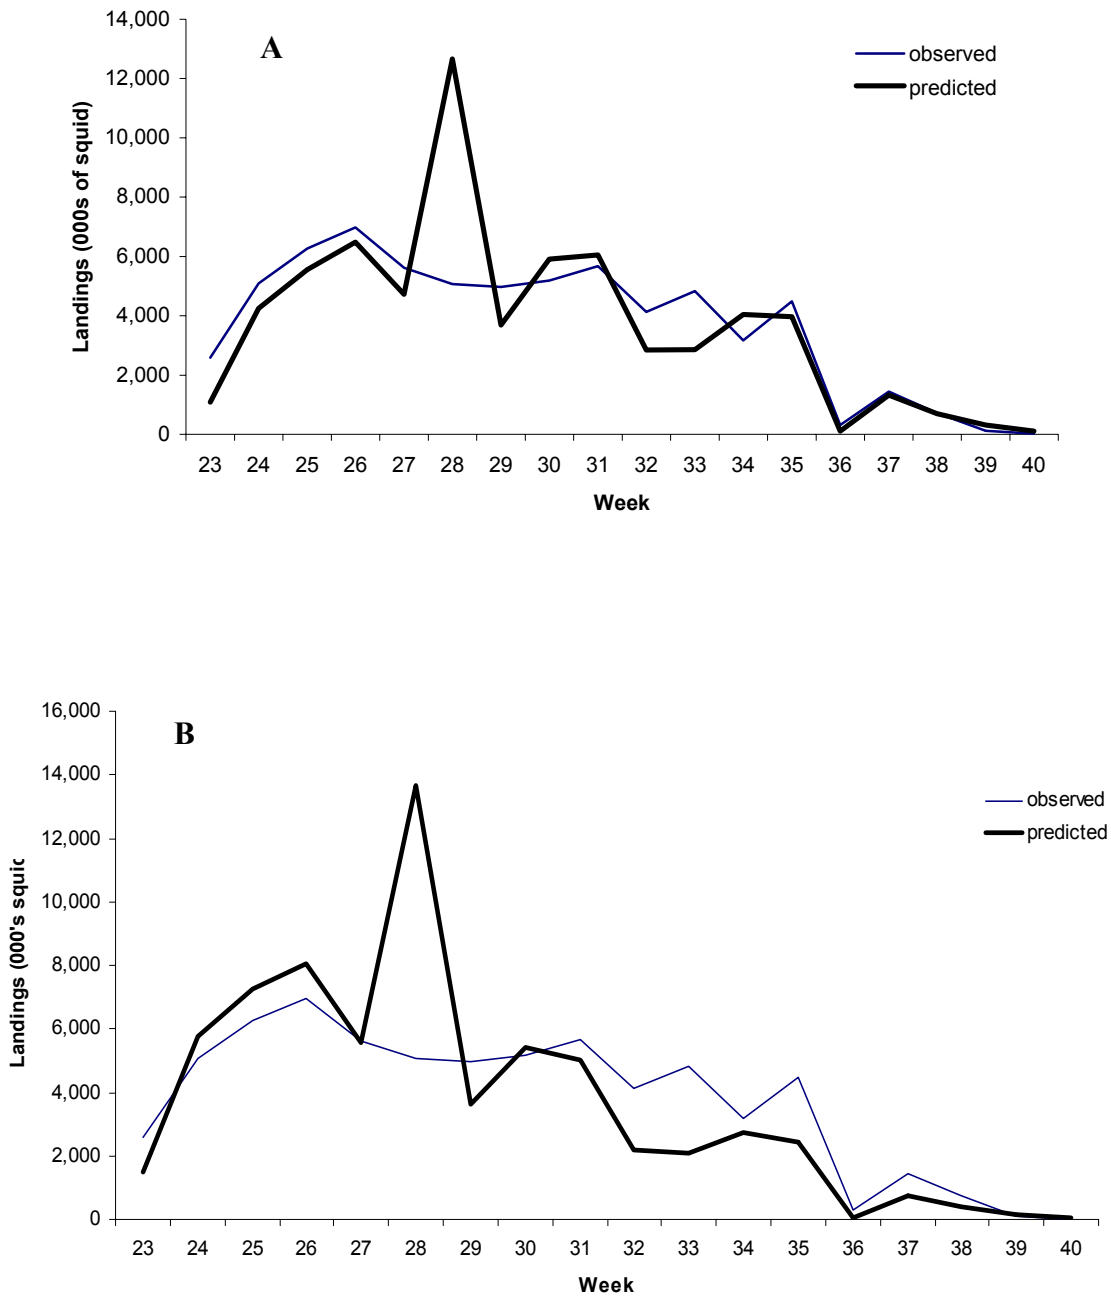 14,000
A
observed
12,000
predicted
10,000
8,000
6,000
4,000
2,000
0
Landings (000s of squid)
23 24 25 26 27 28 29 30 31 32 33 34 35 36 37 38 39 40
Week
16,000
B
14,000
observed
12,000
predicted
10,000
8,000
6,000
4,000
2,000
0
Landings (000's squi
23 24 25 26 27 28 29 30 31 32 33 34 35 36 37 38 39 40
Week